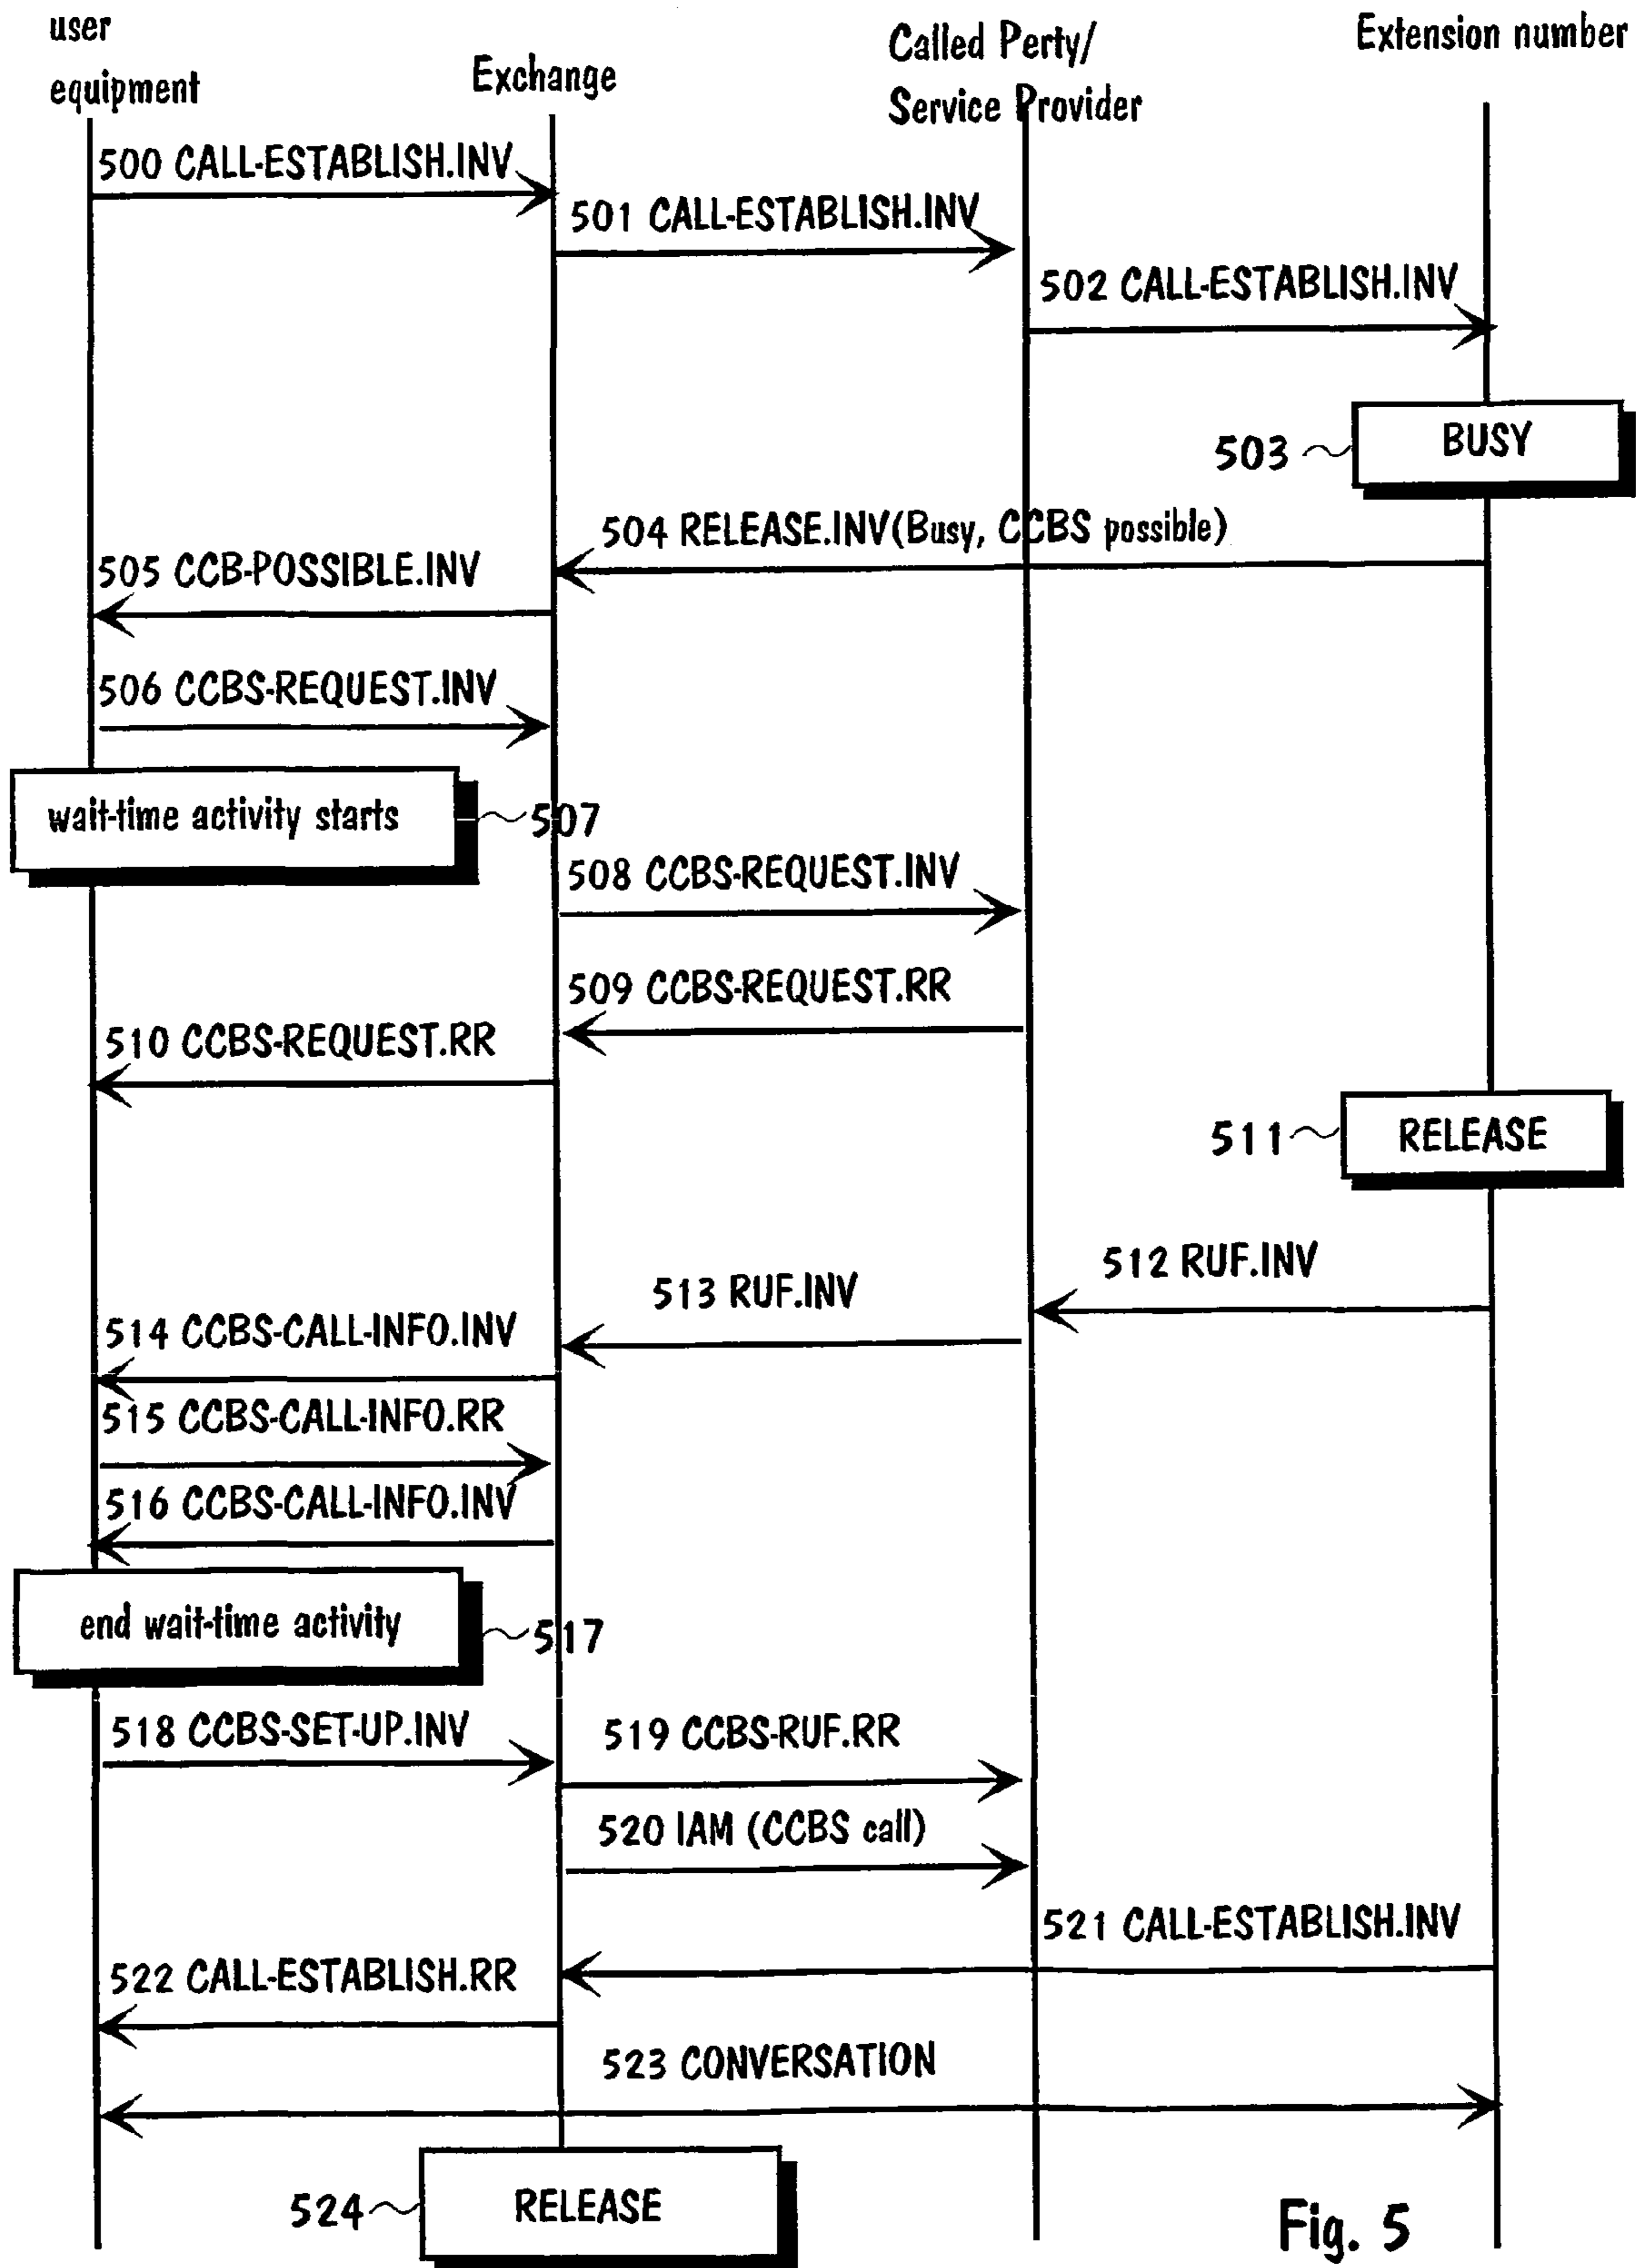 user
equipment
Exchange
Called Perty/
Service Provider
Extension number
500 CALL-ESTABLISH.INV
501 CALL-ESTABLISH.INV
502 CALL-ESTABLISH.INV
BUSY
503
504 RELEASE.INV(Busy, CCBS possible)
505 CCB-POSSIBLE.INV
506 CCBS-REQUEST.INV
wait-time activity starts
507
508 CCBS-REQUEST.INV
509 CCBS-REQUEST.RR
510 CCBS-REQUEST.RR
511
RELEASE
512 RUF.INV
513 RUF.INV
514 CCBS-CALL-INFO.INV
515 CCBS-CALL-INFO.RR
516 CCBS-CALL-INFO.INV
end wait-time activity
517
518 CCBS-SET-UP.INV
519 CCBS-RUF.RR
520 IAM (CCBS call)
521 CALL-ESTABLISH.INV
522 CALL-ESTABLISH.RR
523 CONVERSATION
524
RELEASE
Fig. 5